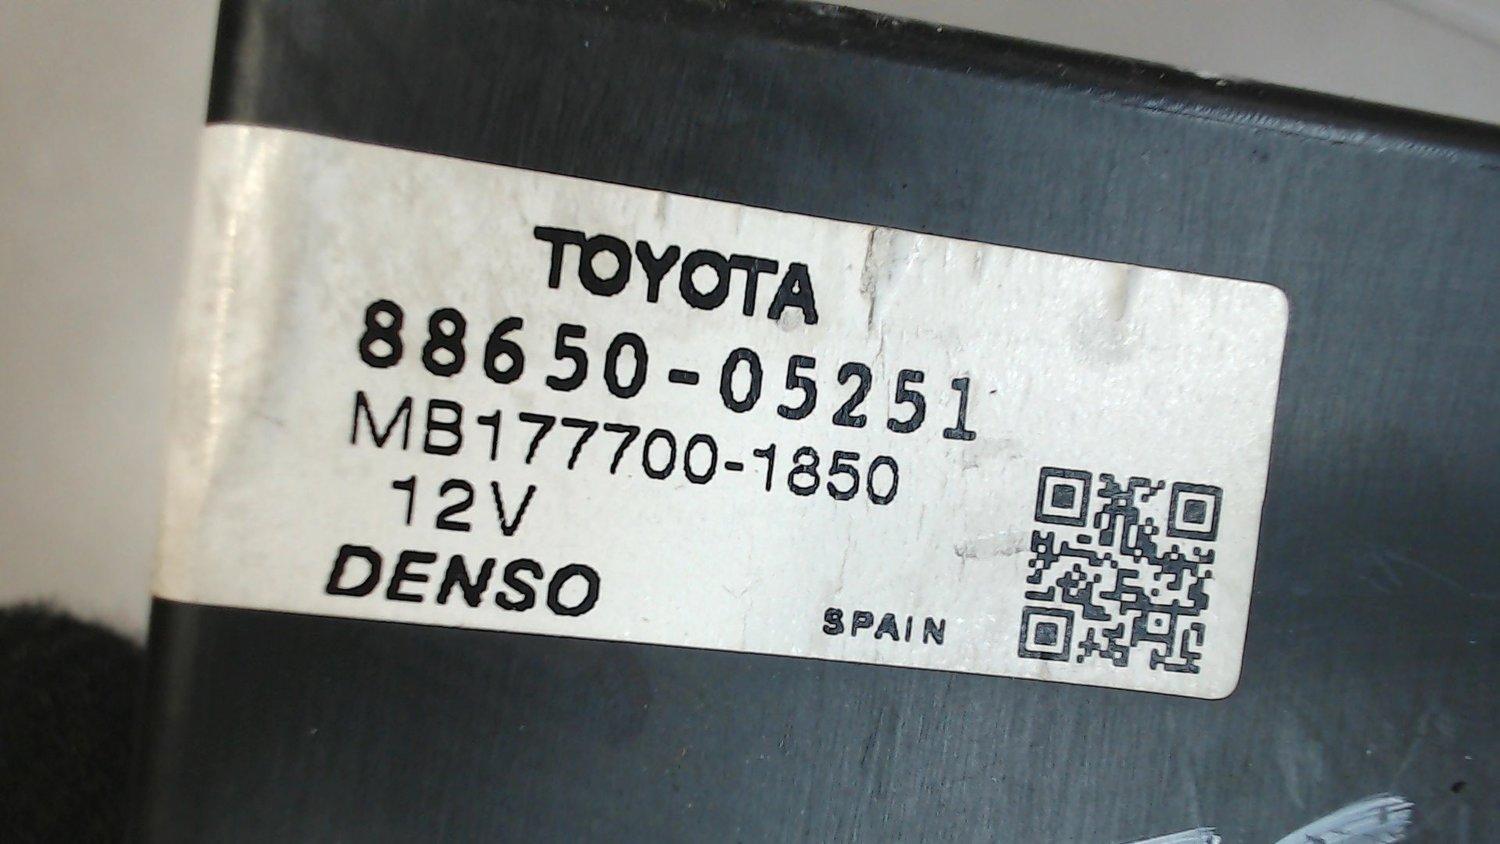 TOYOTA
88650-05251
MB177700-1850
12V
DENSO
SPAIN